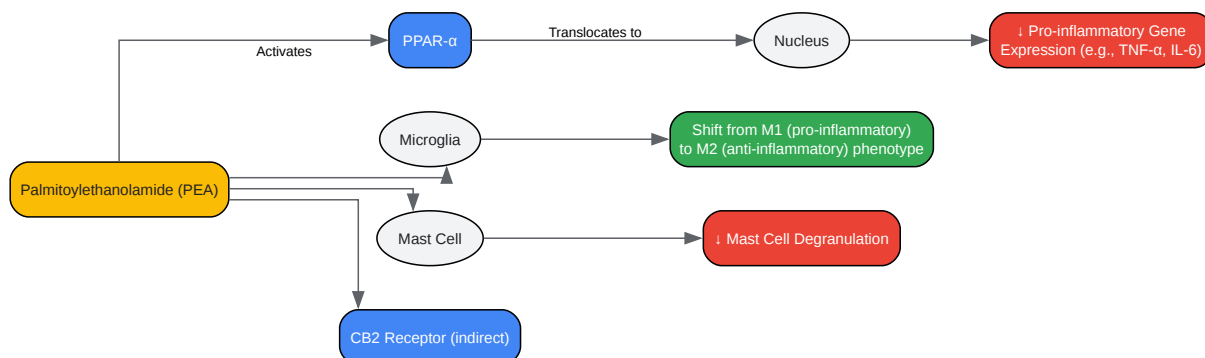 PPAR-α
Translocates to
Nucleus
↓ Pro-inflammatory Gene
Expression (e.g., TNF-α, IL-6)
Activates
Microglia
Shift from M1 (pro-inflammatory)
to M2 (anti-inflammatory) phenotype
Palmitoylethanolamide (PEA)
Mast Cell
↓ Mast Cell Degranulation
CB2 Receptor (indirect)